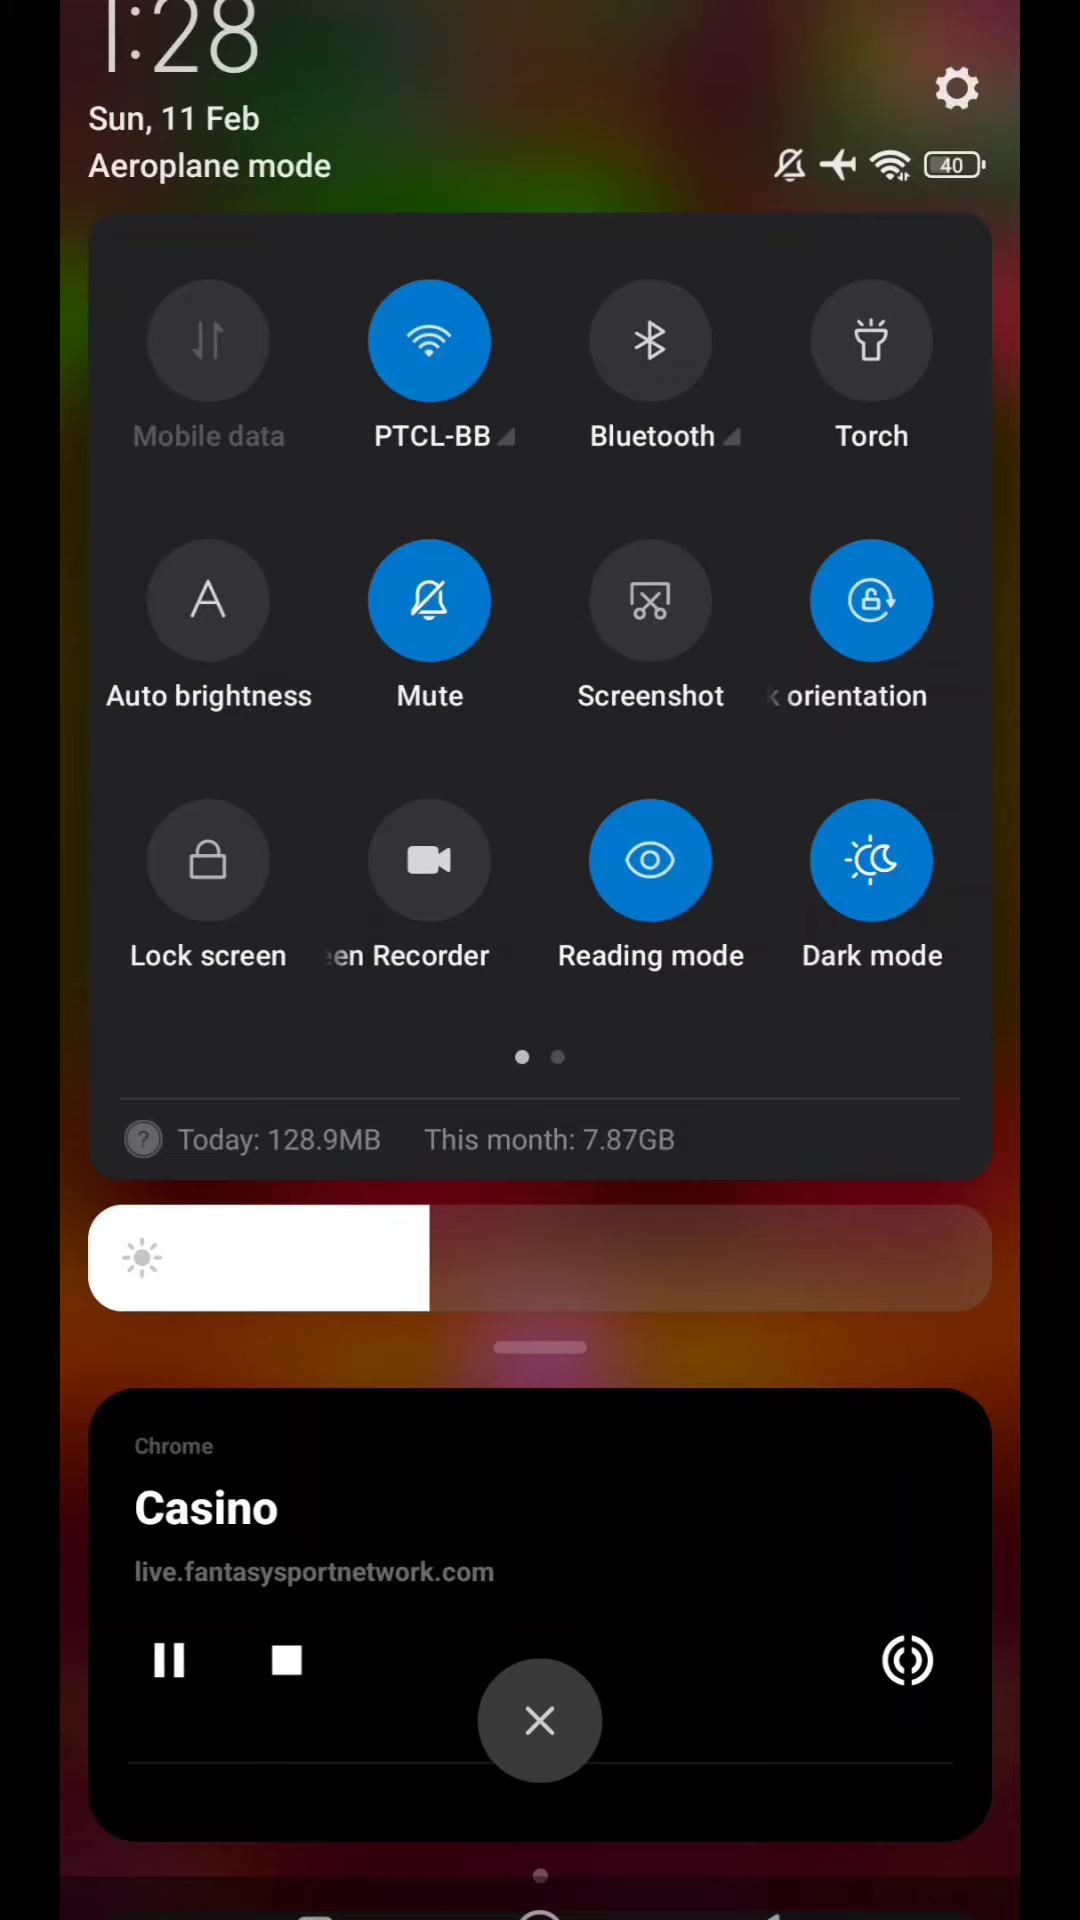 1:28
Sun, 11 Feb
Aeroplane mode
40
Mobile data
PTCL-BB
Bluetooth
Torch
Auto brightness
Mute
Screenshot
k orientation
Lock screen
en Recorder
Reading mode
Dark mode
Today: 128.9MB This month: 7.87GB
Chrome
Casino
live.fantasysportnetwork.com